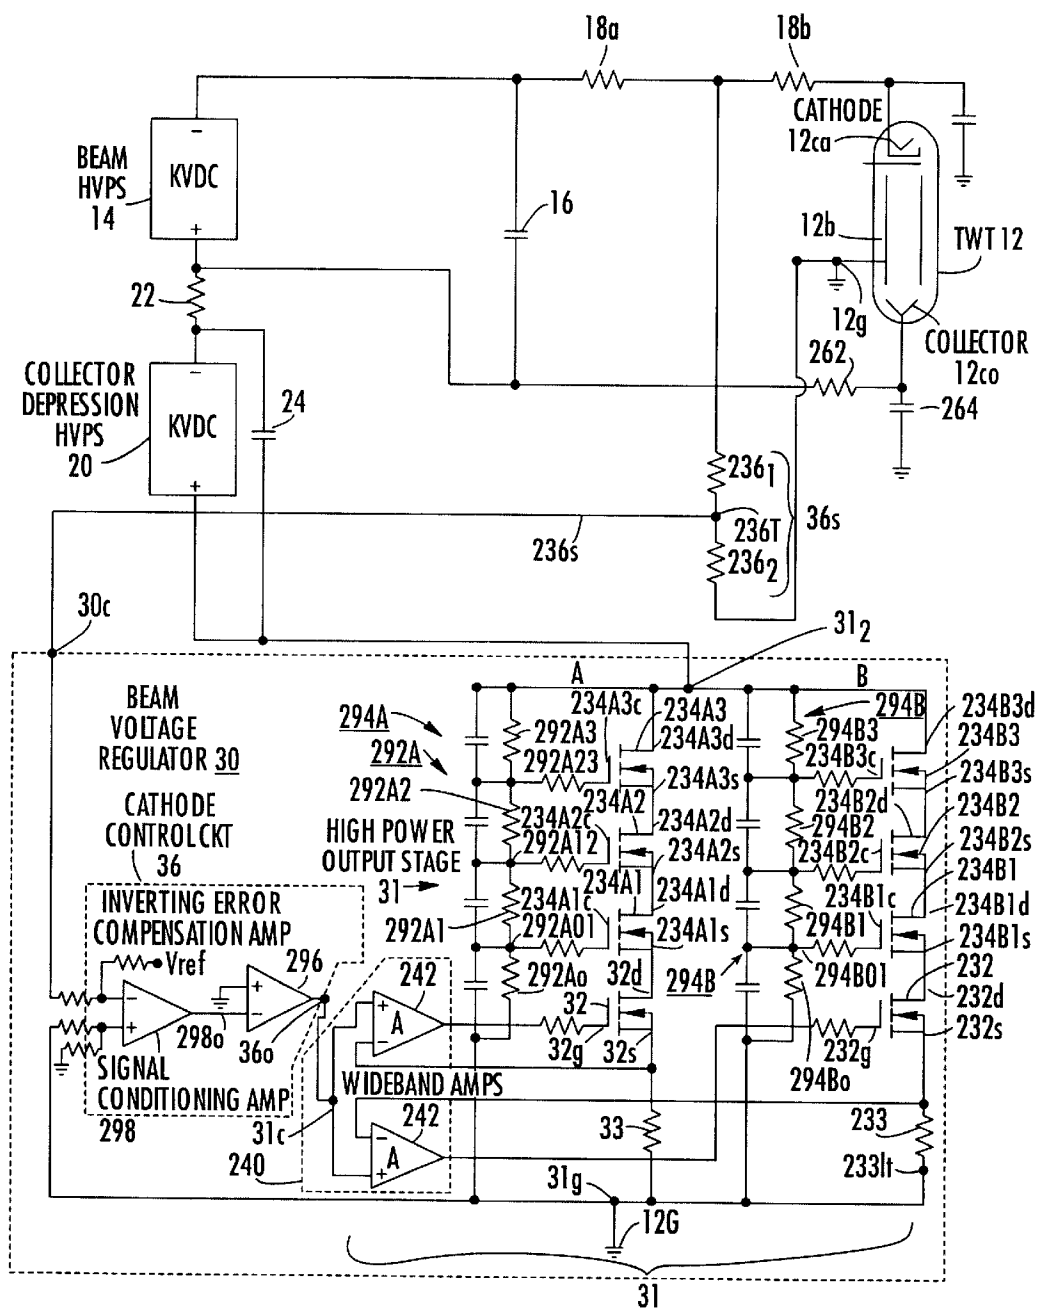 18a
18b
CATHODE
12ca
BEAM
HVPS
14
KVDC
-
+
16
12b
TWT 12
22
12g
COLLECTOR
12co
262
264
COLLECTOR
DEPRESSION
HVPS
20
KVDC
-
+
24
236₁
36s
236T
236₂
236s
30c
31₂
A
B
BEAM
VOLTAGE
REGULATOR 30
294A
292A
234A3c
234A3
234A3d
292A3
292A23
234A3s
294B
234B3d
294B3
234B3
234B3c
234B3s
CATHODE
CONTROL CKT
36
292A2
234A2
234A2c
234A2d
292A12
234A2s
234B2d
234B2
294B2
234B2s
234B2c
HIGH POWER
OUTPUT STAGE
31
234A1
234A1c
234A1d
292A1
292A01
234A1s
234B1
234B1c
234B1d
294B1
234B1s
294B01
294B
INVERTING ERROR
COMPENSATION AMP
Vref
296
-
+
+
-
298o
36o
242
+
A
-
292Ao
32d
32
32g
32s
232
232d
232s
232g
294Bo
SIGNAL
CONDITIONING AMP
298
WIDEBAND AMPS
242
-
A
+
31c
240
33
233
233lt
31g
12G
31